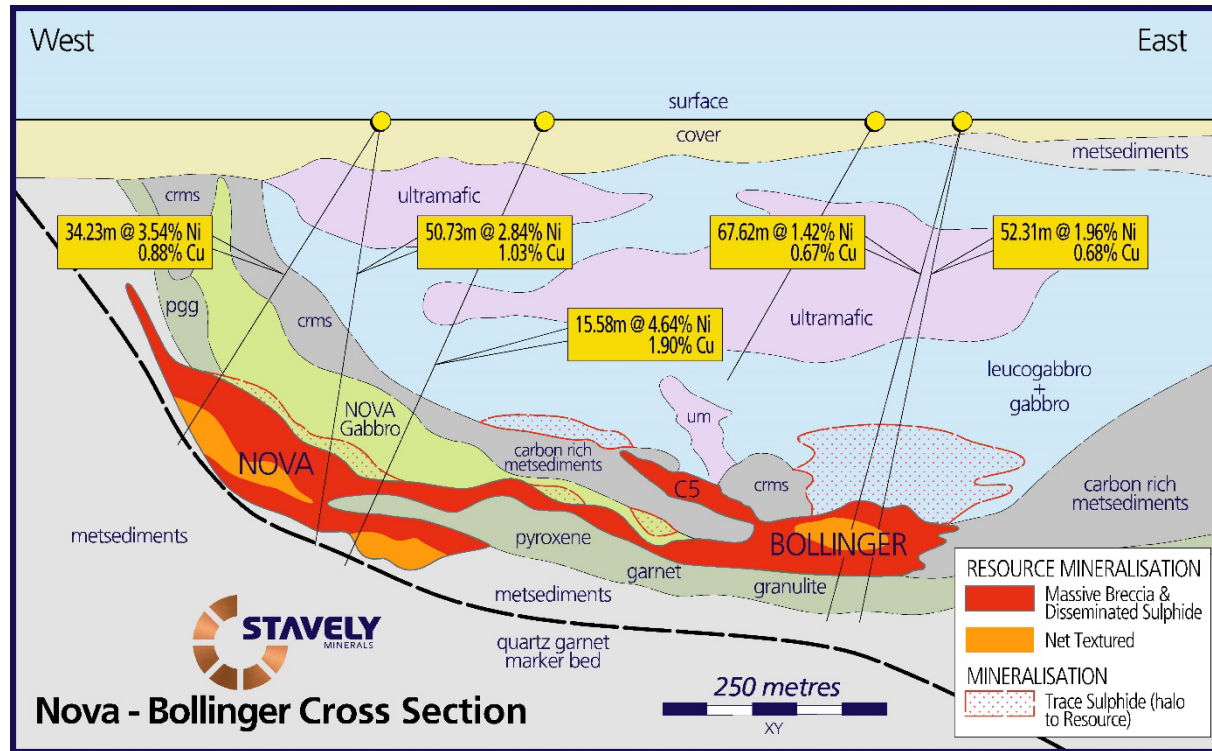 West
East
surface
cover
metsediments
crms
ultramafic
34.23m @ 3.54% Ni
0.88% Cu
50.73m @ 2.84% Ni
1.03% Cu
67.62m @ 1.42% Ni
0.67% Cu
52.31m @ 1.96% Ni
0.68% Cu
pgg
crms
ultramafic
15.58m @ 4.64% Ni
1.90% Cu
leucogabbro
+
gabbro
NOVA
Gabbro
um
carbon rich
metsediments
NOVA
C5
crms
carbon rich
metsediments
metsediments
pyroxene
BOLLINGER
garnet
granulite
metsediments
quartz garnet
marker bed
STAVELY
MINERALS
Nova - Bollinger Cross Section
250 metres
XY
RESOURCE MINERALISATION
Massive Breccia &
Disseminated Sulphide
Net Textured
MINERALISATION
Trace Sulphide (halo
to Resource)